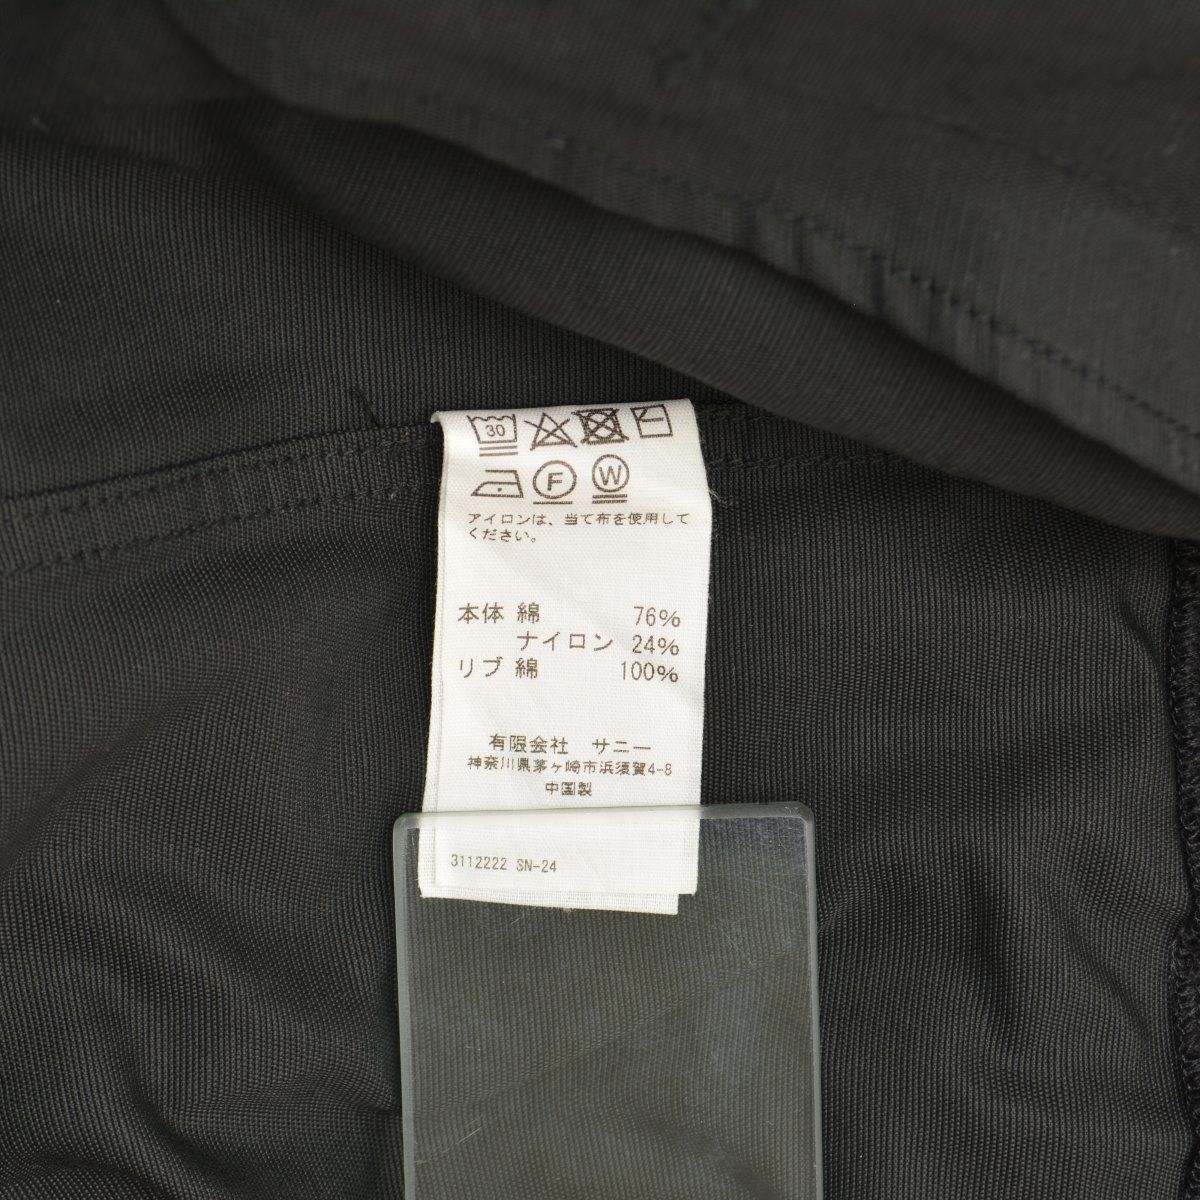 30
F W
アイロンは、当て布を使用して
ください。
本体 綿 76%
ナイロン 24%
リブ 綿 100%
有限会社 サニー
神奈川県茅ヶ崎市浜須賀4-8
中国製
3112222 SN-24